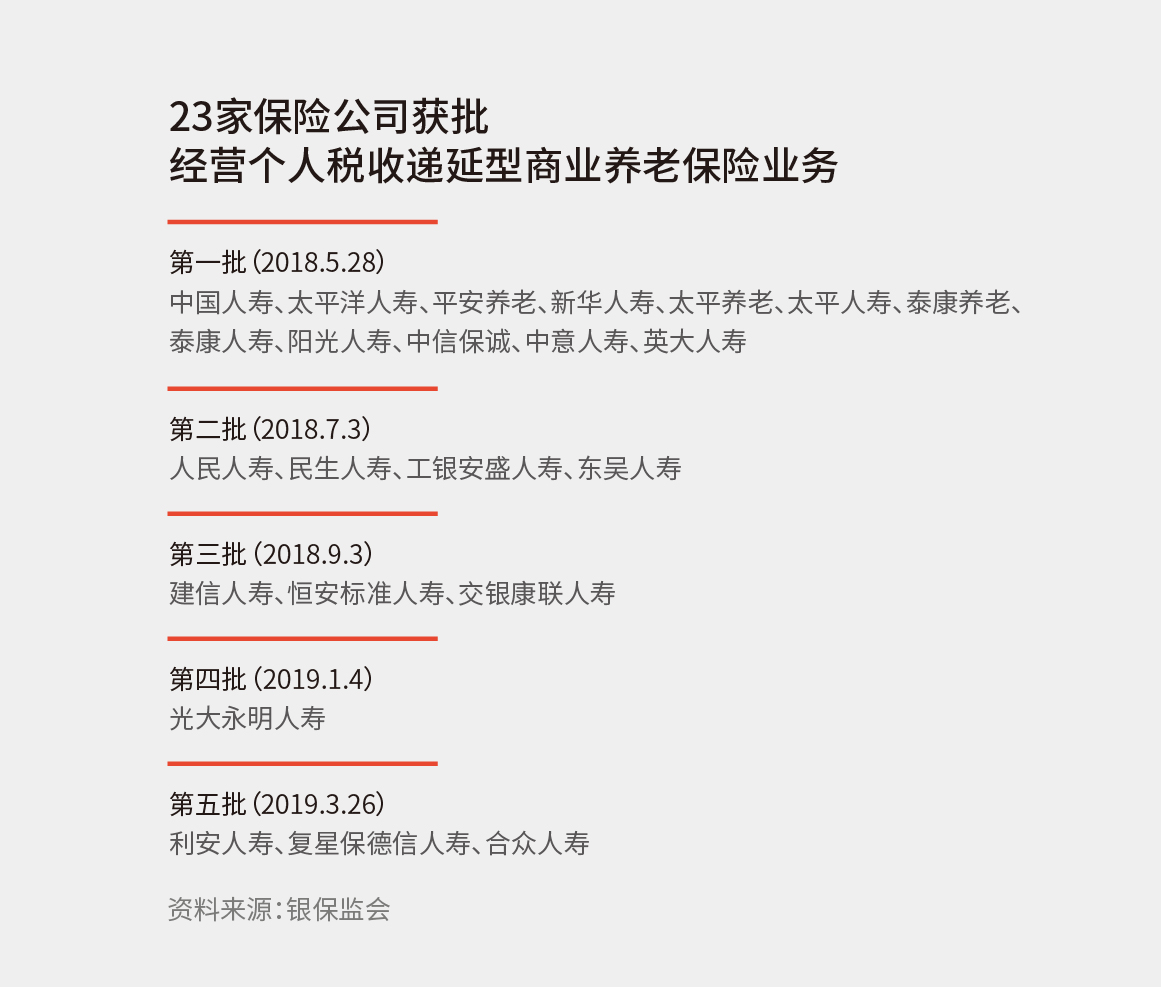 23家保险公司获批
经营个人税收递延型商业养老保险业务
第一批（2018.5.28）
中国人寿、太平洋人寿、平安养老、新华人寿、太平养老、太平人寿、泰康养老、
泰康人寿、阳光人寿、中信保诚、中意人寿、英大人寿
第二批（2018.7.3）
人民人寿、民生人寿、工银安盛人寿、东吴人寿
第三批（2018.9.3）
建信人寿、恒安标准人寿、交银康联人寿
第四批（2019.1.4）
光大永明人寿
第五批（2019.3.26）
利安人寿、复星保德信人寿、合众人寿
资料来源：银保监会